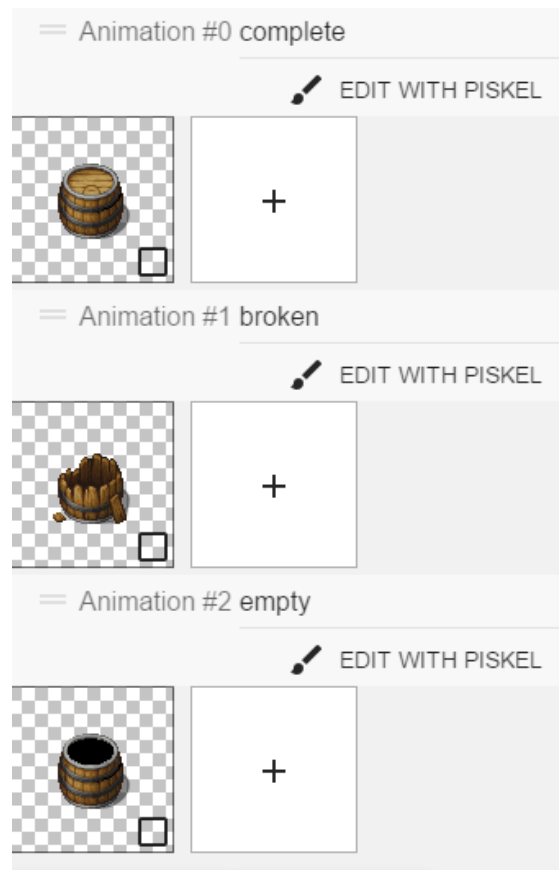 Animation #0 complete
EDIT WITH PISKEL
+
Animation #1 broken
EDIT WITH PISKEL
+
Animation #2 empty
EDIT WITH PISKEL
+